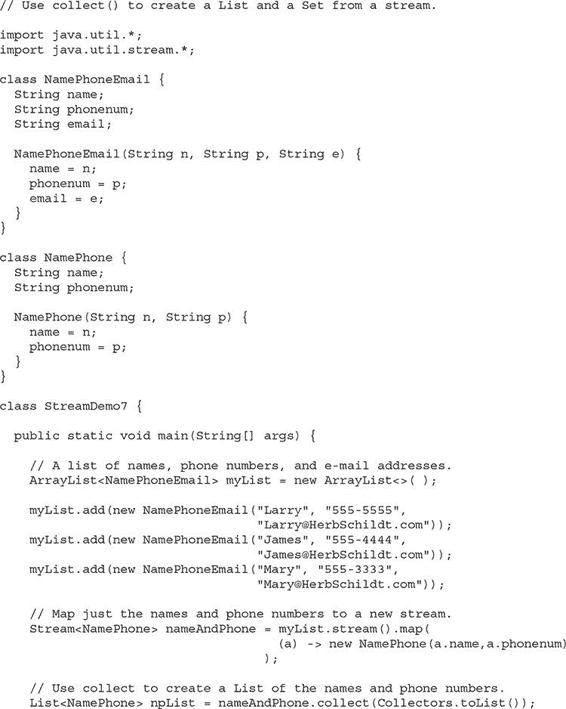 // Use collect() to create a List and a Set from a stream.

import java.util.*;
import java.util.stream.*;

class NamePhoneEmail {
  String name;
  String phonenum;
  String email;

  NamePhoneEmail(String n, String p, String e) {
    name = n;
    phonenum = p;
    email = e;
  }
}

class NamePhone {
  String name;
  String phonenum;

  NamePhone(String n, String p) {
    name = n;
    phonenum = p;
  }
}

class StreamDemo7 {

  public static void main(String[] args) {

    // A list of names, phone numbers, and e-mail addresses.
    ArrayList<NamePhoneEmail> myList = new ArrayList<>( );

    myList.add(new NamePhoneEmail("Larry", "555-5555",
                                  "Larry@HerbSchildt.com"));
    myList.add(new NamePhoneEmail("James", "555-4444",
                                  "James@HerbSchildt.com"));
    myList.add(new NamePhoneEmail("Mary", "555-3333",
                                  "Mary@HerbSchildt.com"));

    // Map just the names and phone numbers to a new stream.
    Stream<NamePhone> nameAndPhone = myList.stream().map(
                                     (a) -> new NamePhone(a.name,a.phonenum)
                                   );

    // Use collect to create a List of the names and phone numbers.
    List<NamePhone> npList = nameAndPhone.collect(Collectors.toList());